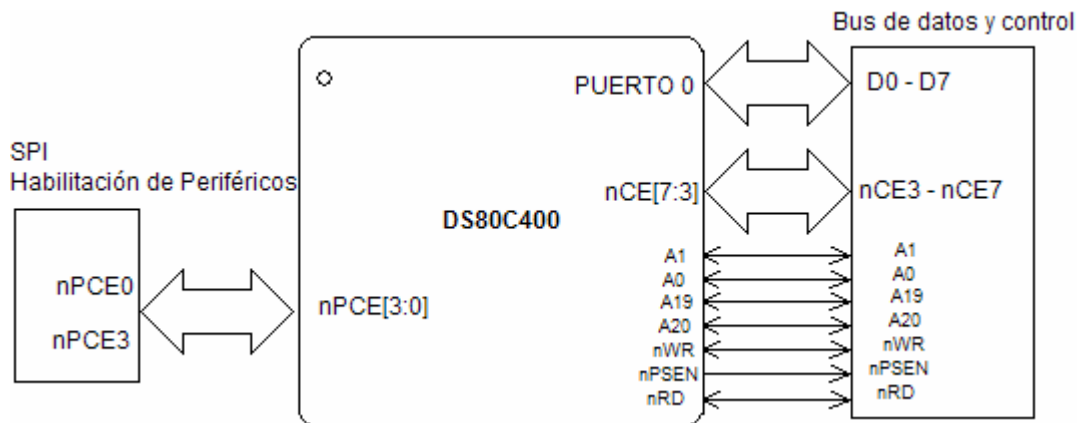 Bus de datos y control
SPI
Habilitación de Periféricos
nPCE0
nPCE3
nPCE[3:0]
DS80C400
PUERTO 0
nCE[7:3]
A1
A0
A19
A20
nWR
nPSEN
nRD
D0 - D7
nCE3 - nCE7
A1
A0
A19
A20
nWR
nPSEN
nRD